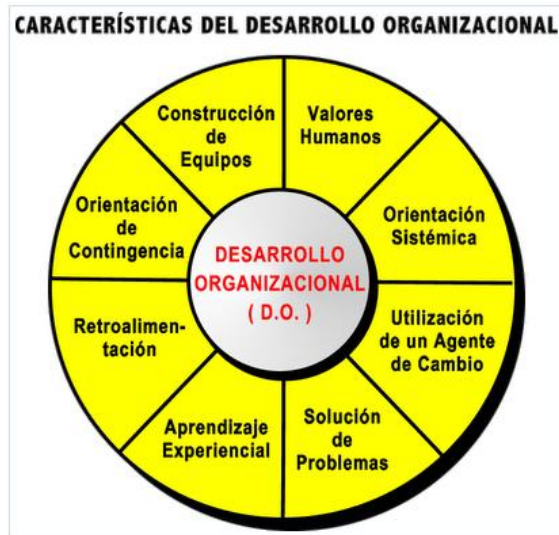 CARACTERÍSTICAS DEL DESARROLLO ORGANIZACIONAL
Construcción
de
Equipos
Valores
Humanos
Orientación
Sistémica
Utilización
de un Agente
de Cambio
Solución
de
Problemas
Aprendizaje
Experiencial
Retroalimen-
tación
Orientación
de
Contingencia
DESARROLLO
ORGANIZACIONAL
( D.O. )